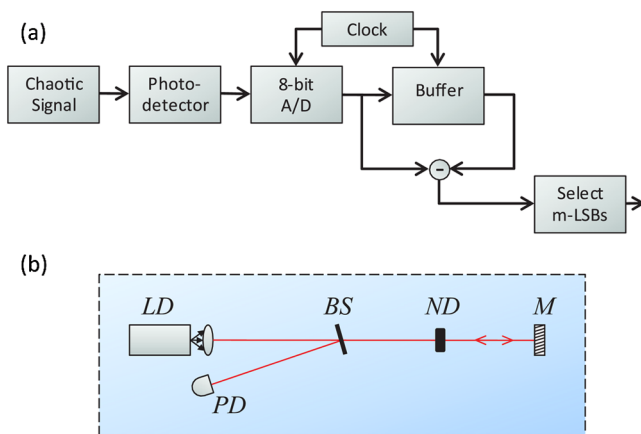 (a)
Clock
Chaotic
Signal
Photo-
detector
8-bit
A/D
Buffer
-
Select
m-LSBs
(b)
LD
BS
ND
M
PD